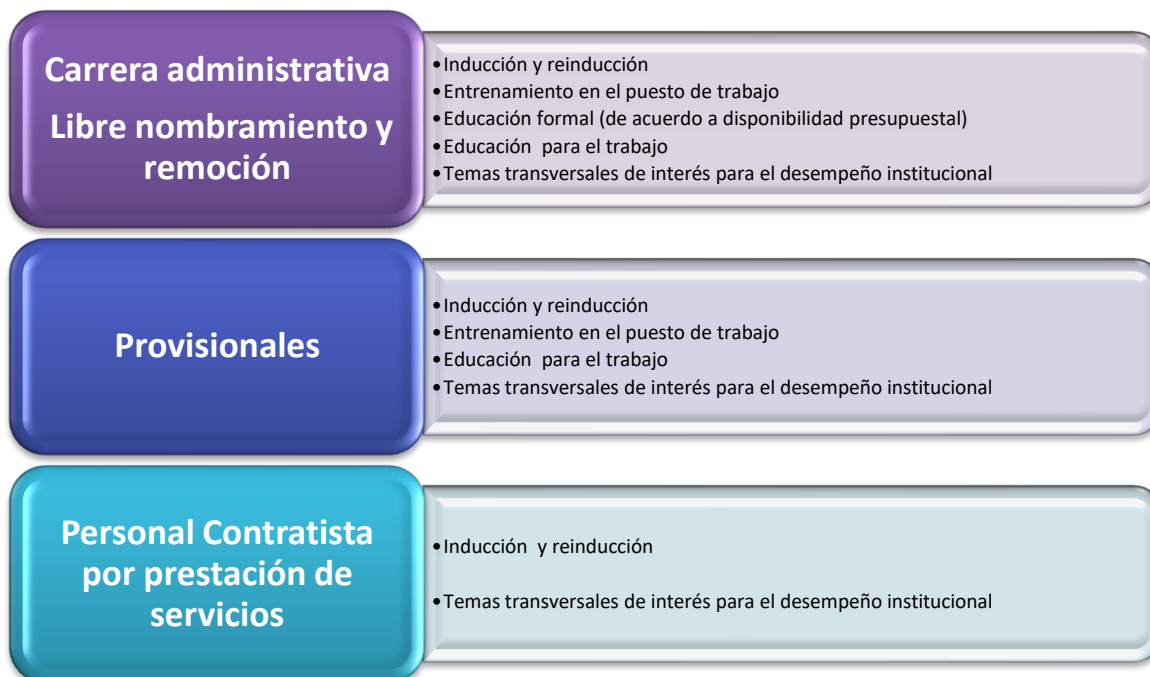 Carrera administrativa
Libre nombramiento y
remoción
•Inducción y reinducción
•Entrenamiento en el puesto de trabajo
•Educación formal (de acuerdo a disponibilidad presupuestal)
•Educación  para el trabajo
•Temas transversales de interés para el desempeño institucional
Provisionales
•Inducción y reinducción
•Entrenamiento en el puesto de trabajo
•Educación  para el trabajo
•Temas transversales de interés para el desempeño institucional
Personal Contratista
por prestación de
servicios
•Inducción  y reinducción
•Temas transversales de interés para el desempeño institucional